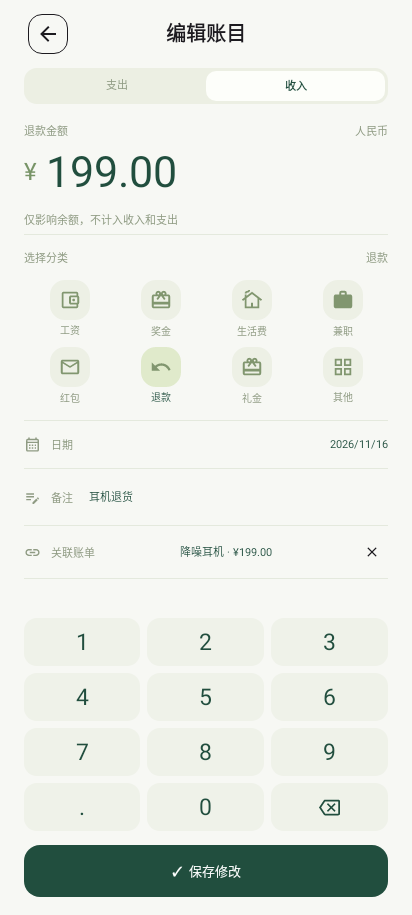 编辑账目
支出 收入
退款金额 人民币
¥ 199.00
仅影响余额，不计入收入和支出
选择分类 退款
工资 奖金 生活费 兼职
红包 退款 礼金 其他
日期 2026/11/16
备注 耳机退货
关联账单 降噪耳机 · ¥199.00
1 2 3
4 5 6
7 8 9
. 0
✓ 保存修改